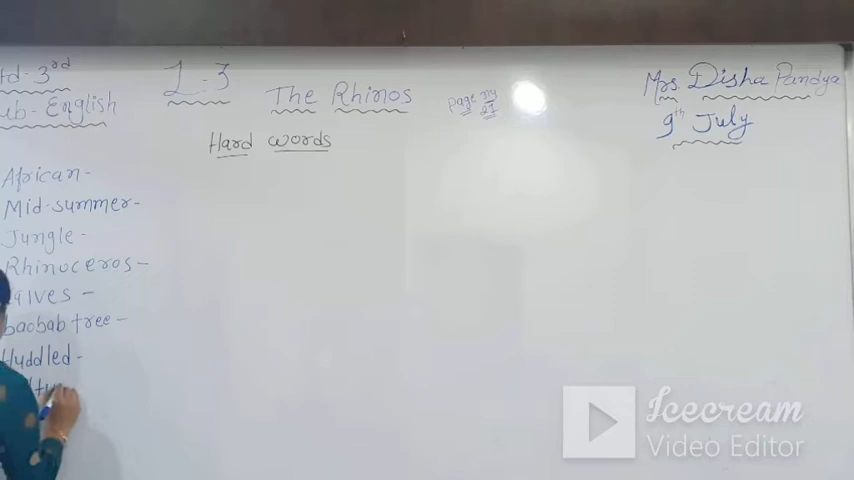 td - 3rd
ub - English
L - 3
The Rhinos
Page
Mrs. Disha Pandya
9th July
Hard words
African -
Mid-summer -
Jungle -
Rhinoceros -
alves -
baobab tree -
Huddled -
Icecream
Video Editor